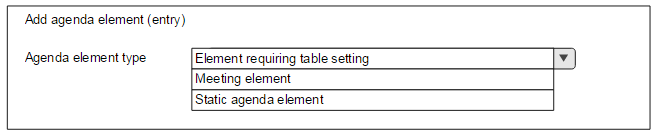 Add agenda element (entry)
Agenda element type
Element requiring table setting
Meeting element
Static agenda element